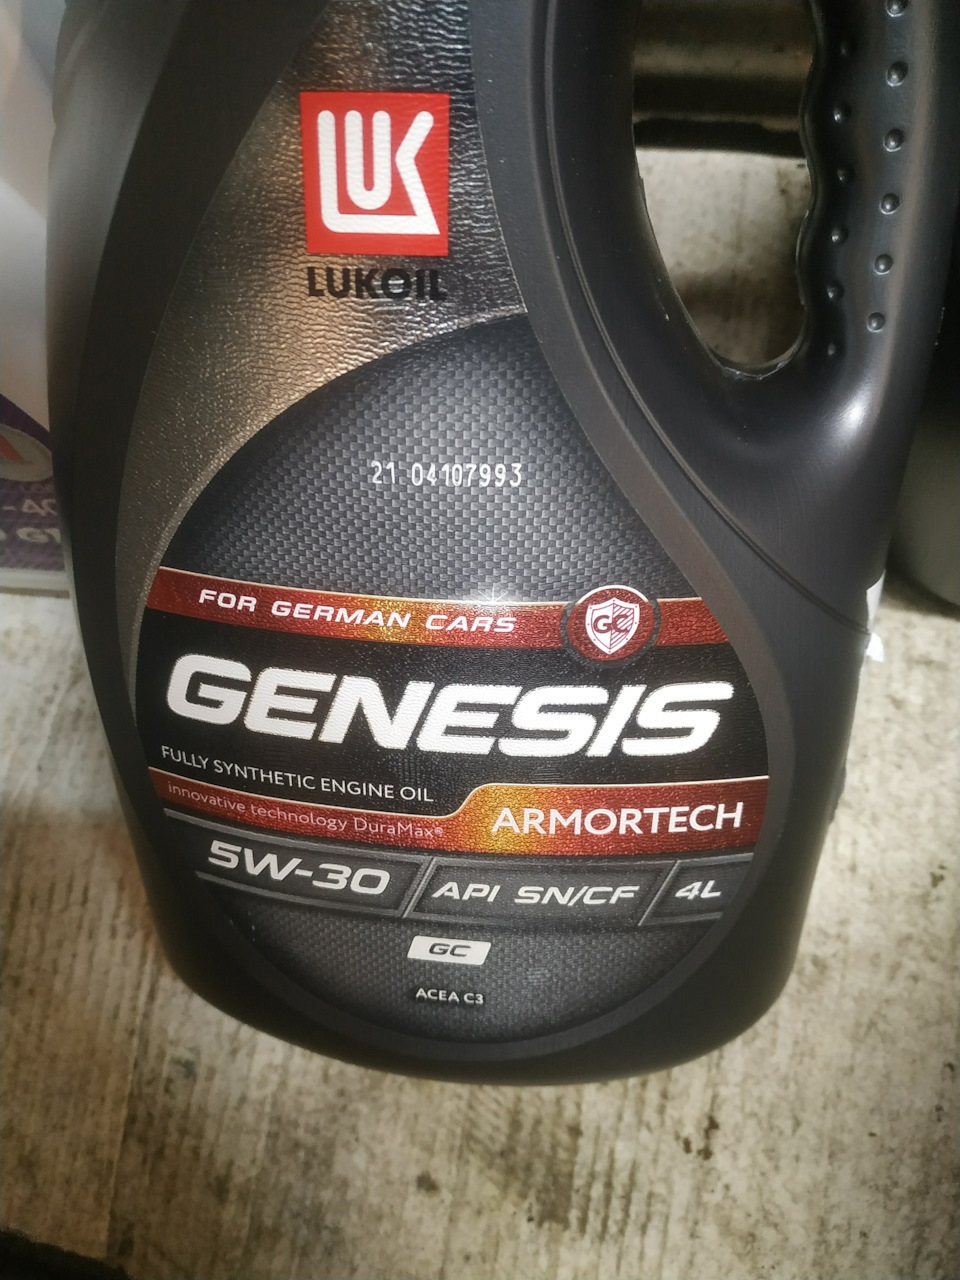 LUK
LUKOIL
21 04107993
FOR GERMAN CARS
GC
GENESIS
FULLY SYNTHETIC ENGINE OIL
innovative technology DuraMax®
ARMORTECH
5W-30
API SN/CF
4L
GC
ACEA C3